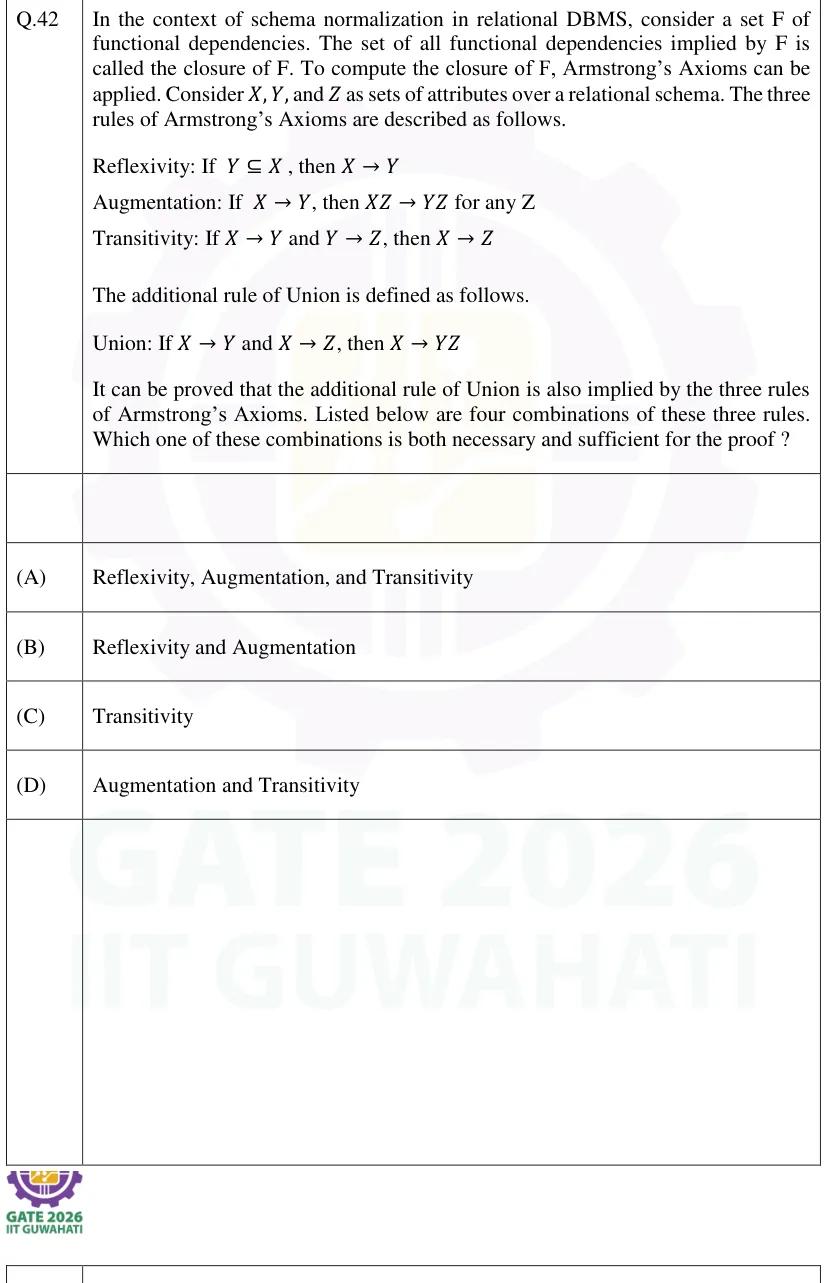 Q.42 In the context of schema normalization in relational DBMS, consider a set F of
functional dependencies. The set of all functional dependencies implied by F is
called the closure of F. To compute the closure of F, Armstrong’s Axioms can be
applied. Consider X, Y, and Z as sets of attributes over a relational schema. The three
rules of Armstrong’s Axioms are described as follows.
Reflexivity: If Y ⊆ X , then X → Y
Augmentation: If X → Y, then XZ → YZ for any Z
Transitivity: If X → Y and Y → Z, then X → Z
The additional rule of Union is defined as follows.
Union: If X → Y and X → Z, then X → YZ
It can be proved that the additional rule of Union is also implied by the three rules
of Armstrong’s Axioms. Listed below are four combinations of these three rules.
Which one of these combinations is both necessary and sufficient for the proof ?
(A) Reflexivity, Augmentation, and Transitivity
(B) Reflexivity and Augmentation
(C) Transitivity
(D) Augmentation and Transitivity
GATE 2026
IIT GUWAHATI
GATE 2026
IIT GUWAHATI